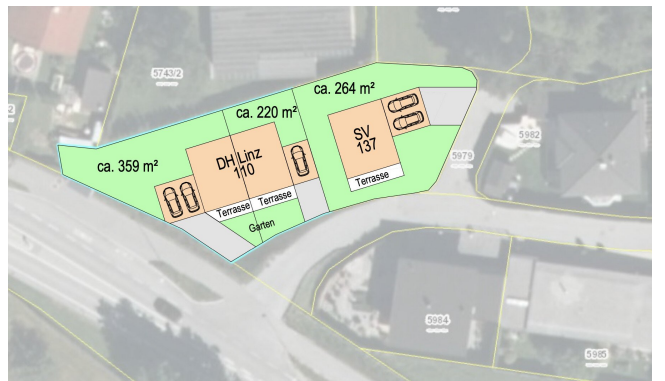 5743/2
ca. 264 m²
ca. 220 m²
ca. 359 m²
SV
137
DH Linz
110
Terrasse
Terrasse
Terrasse
Garten
5982
5979
5984
5985